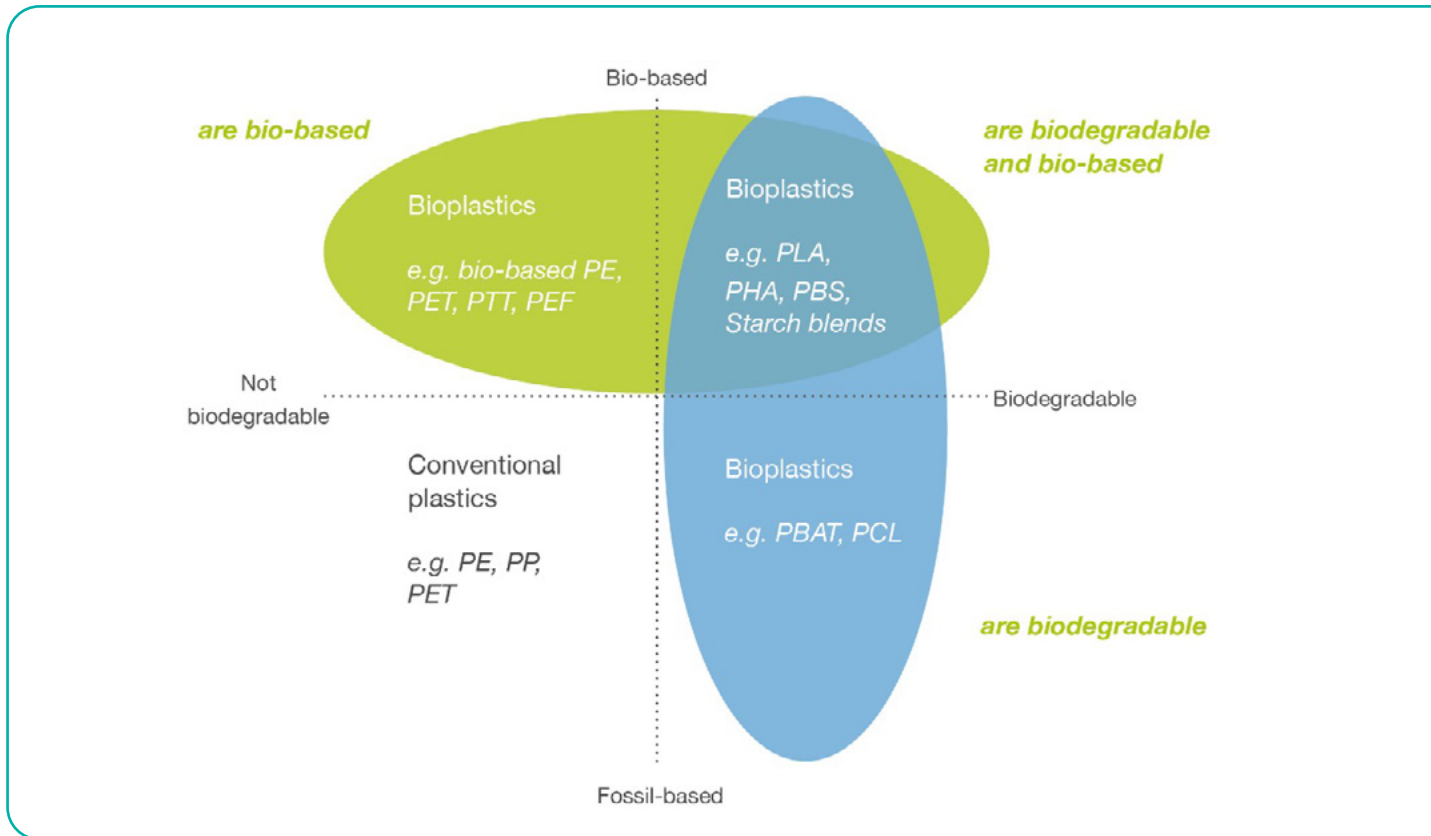 Bio-based
are bio-based
are biodegradable
and bio-based
Bioplastics
e.g. bio-based PE,
PET, PTT, PEF
Bioplastics
e.g. PLA,
PHA, PBS,
Starch blends
Not
biodegradable
Biodegradable
Conventional
plastics
e.g. PE, PP,
PET
Bioplastics
e.g. PBAT, PCL
are biodegradable
Fossil-based